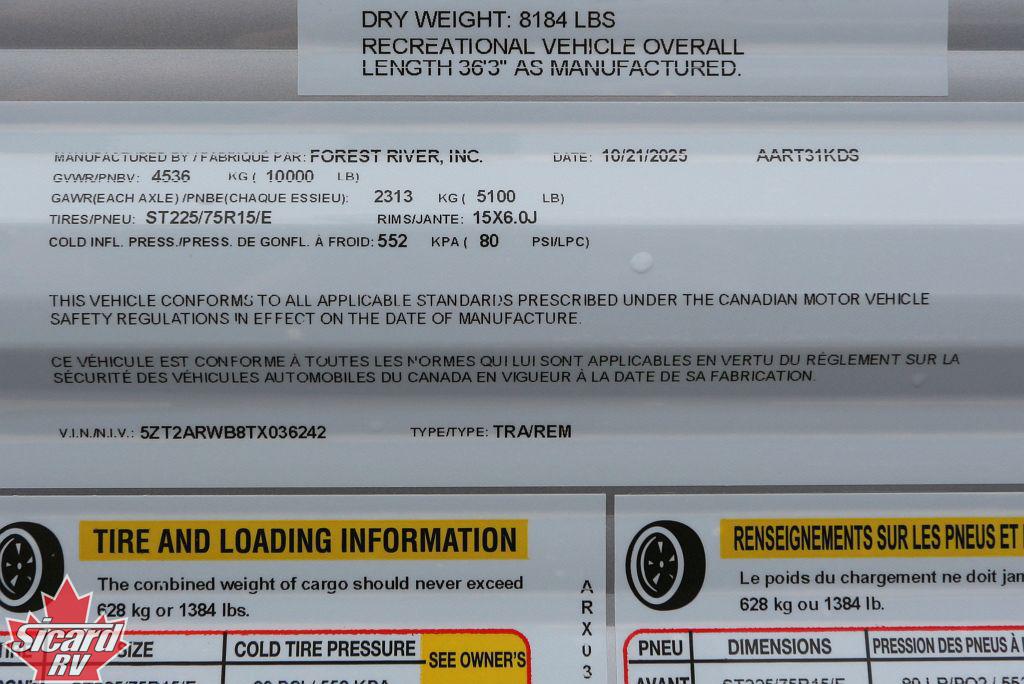 DRY WEIGHT: 8184 LBS
RECREATIONAL VEHICLE OVERALL
LENGTH 36'3" AS MANUFACTURED.
MANUFACTURED BY / FABRIQUÉ PAR: FOREST RIVER, INC. DATE: 10/21/2025 AART31KDS
GVWR/PNBV: 4536 KG ( 10000 LB)
GAWR(EACH AXLE) /PNBE(CHAQUE ESSIEU): 2313 KG ( 5100 LB)
TIRES/PNEU: ST225/75R15/E RIMS/JANTE: 15X6.0J
COLD INFL. PRESS./PRESS. DE GONFL. À FROID: 552 KPA ( 80 PSI/LPC)
THIS VEHICLE CONFORMS TO ALL APPLICABLE STANDARDS PRESCRIBED UNDER THE CANADIAN MOTOR VEHICLE
SAFETY REGULATIONS IN EFFECT ON THE DATE OF MANUFACTURE.
CE VÉHICULE EST CONFORME À TOUTES LES NORMES QUI LUI SONT APPLICABLES EN VERTU DU RÈGLEMENT SUR LA
SÉCURITÉ DES VÉHICULES AUTOMOBILES DU CANADA EN VIGUEUR À LA DATE DE SA FABRICATION.
V.I.N./N.I.V.: 5ZT2ARWB8TX036242 TYPE/TYPE: TRA/REM
TIRE AND LOADING INFORMATION
The combined weight of cargo should never exceed
628 kg or 1384 lbs.
SIZE COLD TIRE PRESSURE SEE OWNER'S
ARXU3
RENSEIGNEMENTS SUR LES PNEUS ET
Le poids du chargement ne doit jam
628 kg ou 1384 lb.
PNEU DIMENSIONS PRESSION DES PNEUS À
AVANT ST225/75R15/E
Sicard
RV